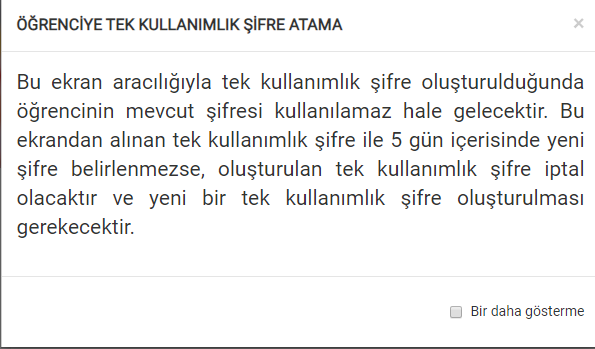 ÖĞRENCİYE TEK KULLANIMLIK ŞİFRE ATAMA ×
Bu ekran aracılığıyla tek kullanımlık şifre oluşturulduğunda
öğrencinin mevcut şifresi kullanılamaz hale gelecektir. Bu
ekrandan alınan tek kullanımlık şifre ile 5 gün içerisinde yeni
şifre belirlenmezse, oluşturulan tek kullanımlık şifre iptal
olacaktır ve yeni bir tek kullanımlık şifre oluşturulması
gerekecektir.
Bir daha gösterme